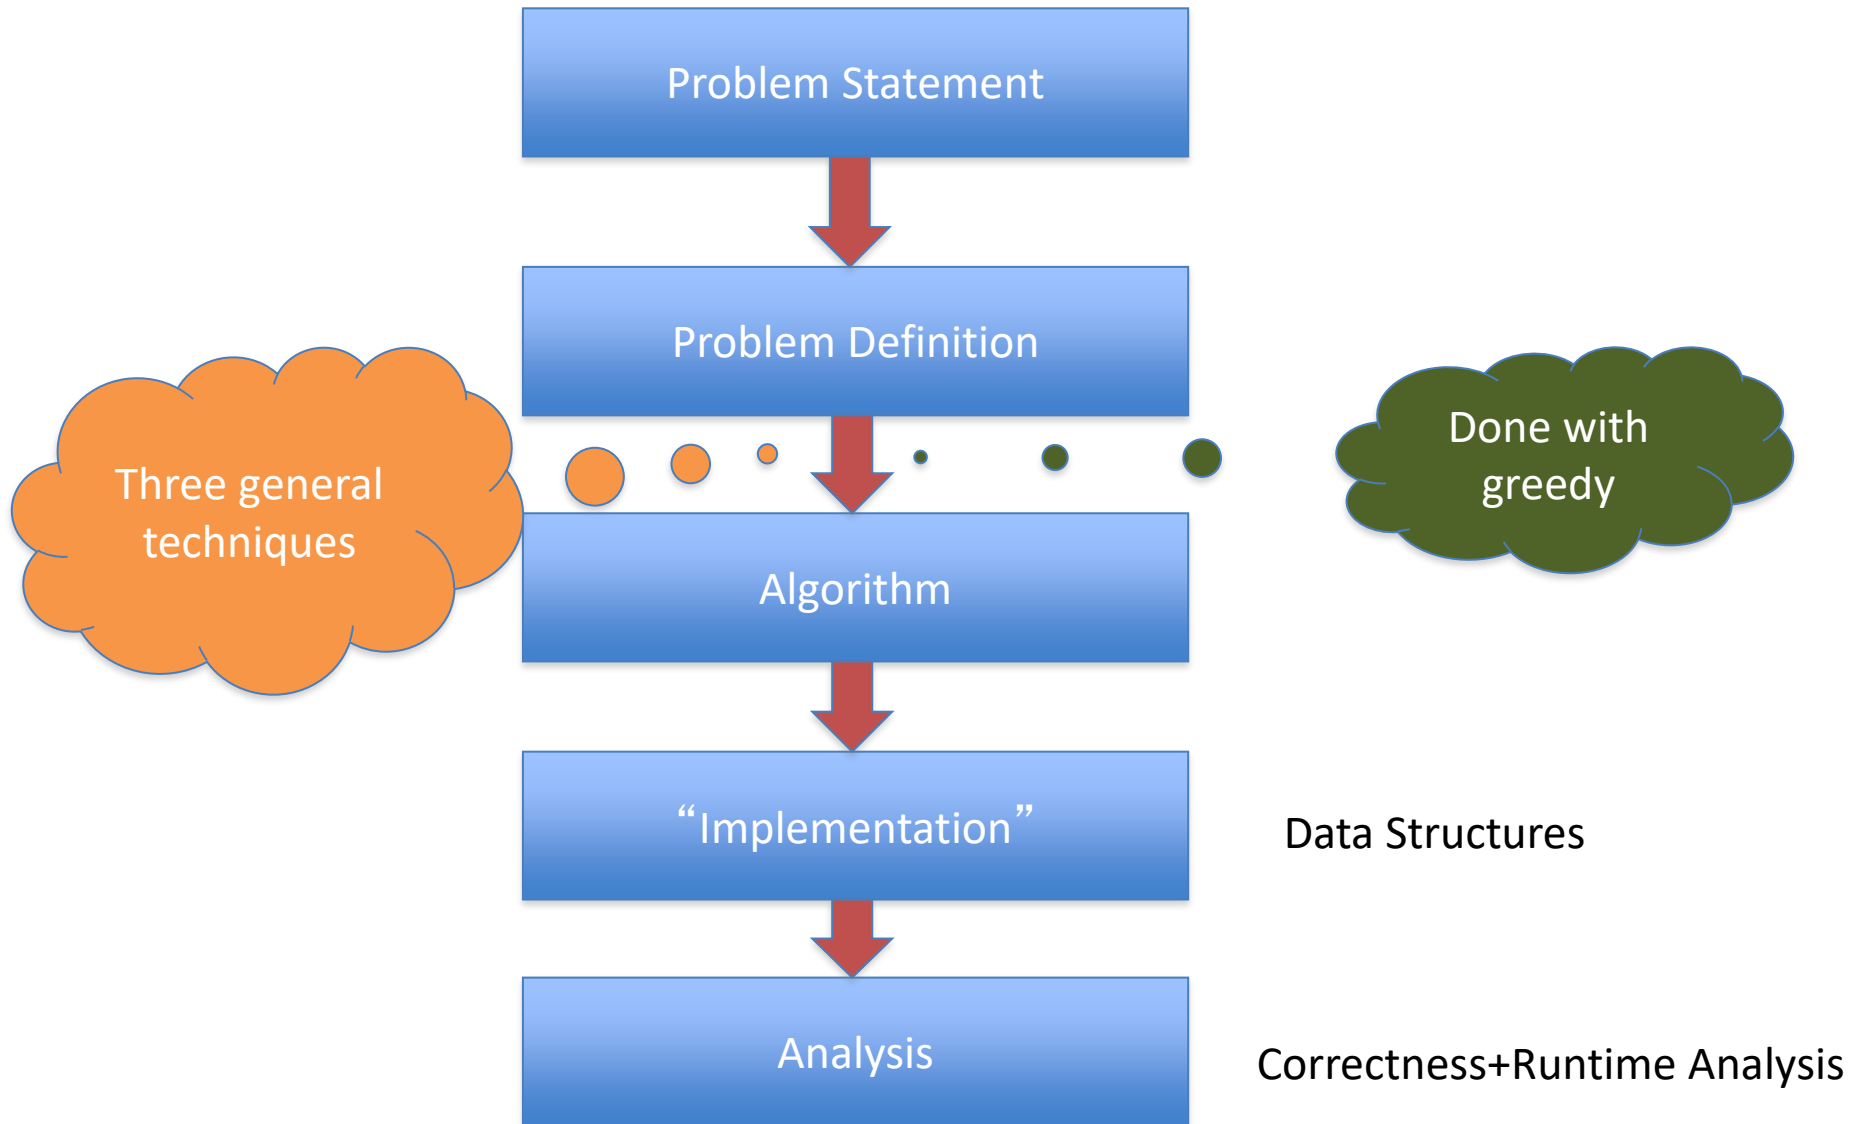 Problem Statement
Problem Definition
Three general
techniques
Done with
greedy
Algorithm
“Implementation”
Data Structures
Analysis
Correctness+Runtime Analysis